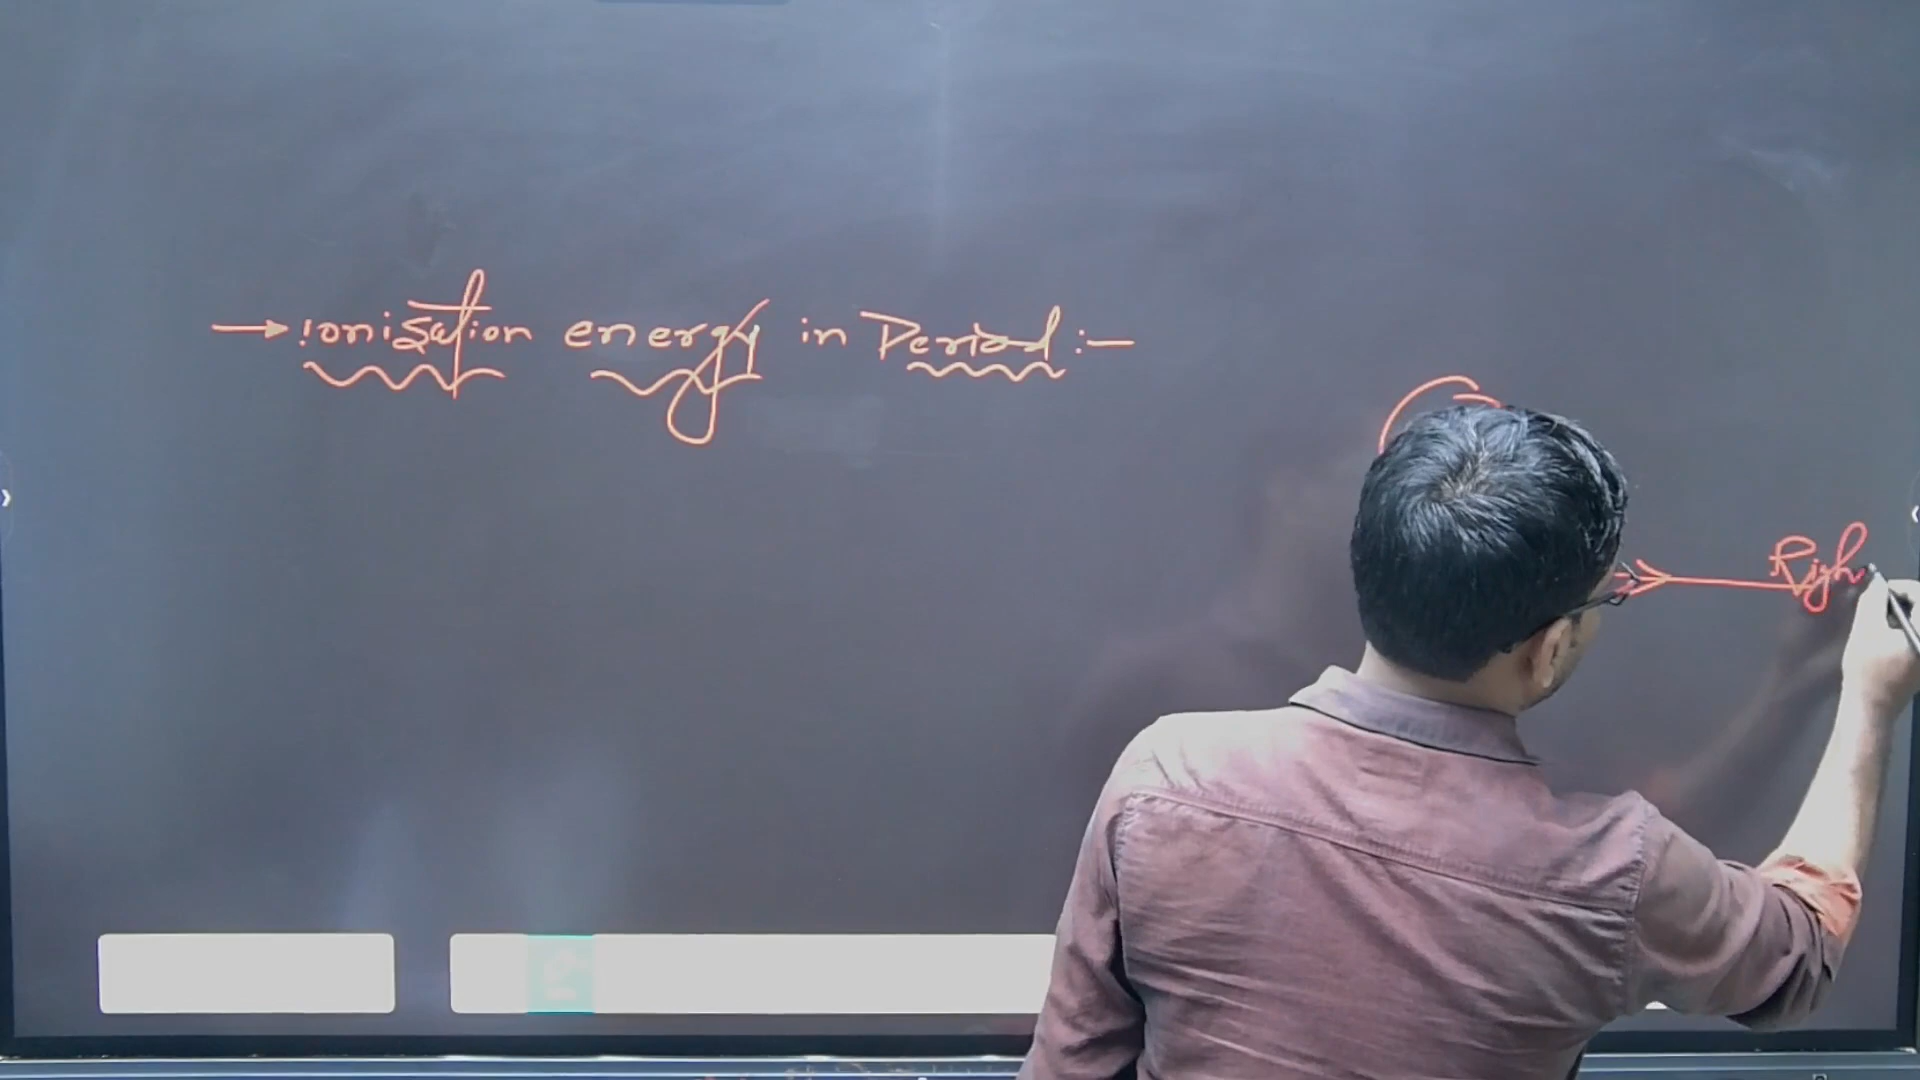 → ionisation energy in Period :-
Righ